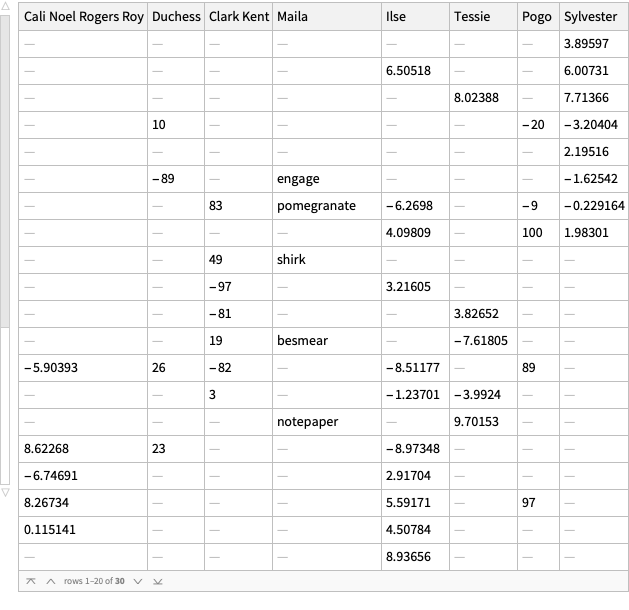 Cali Noel Rogers Roy Duchess Clark Kent Maila Ilse Tessie Pogo Sylvester
— — — — — — — 3.89597
— — — — 6.50518 — — 6.00731
— — — — — 8.02388 — 7.71366
— 10 — — — — −20 −3.20404
— — — — — — — 2.19516
— −89 — engage — — — −1.62542
— — 83 pomegranate −6.2698 — −9 −0.229164
— — — — 4.09809 — 100 1.98301
— — 49 shirk — — — —
— — −97 — 3.21605 — — —
— — −81 — — 3.82652 — —
— — 19 besmear — −7.61805 — —
−5.90393 26 −82 — −8.51177 — 89 —
— — 3 — −1.23701 −3.9924 — —
— — — notepaper — 9.70153 — —
8.62268 23 — — −8.97348 — — —
−6.74691 — — — 2.91704 — — —
8.26734 — — — 5.59171 — 97 —
0.115141 — — — 4.50784 — — —
— — — — 8.93656 — — —
rows 1–20 of 30